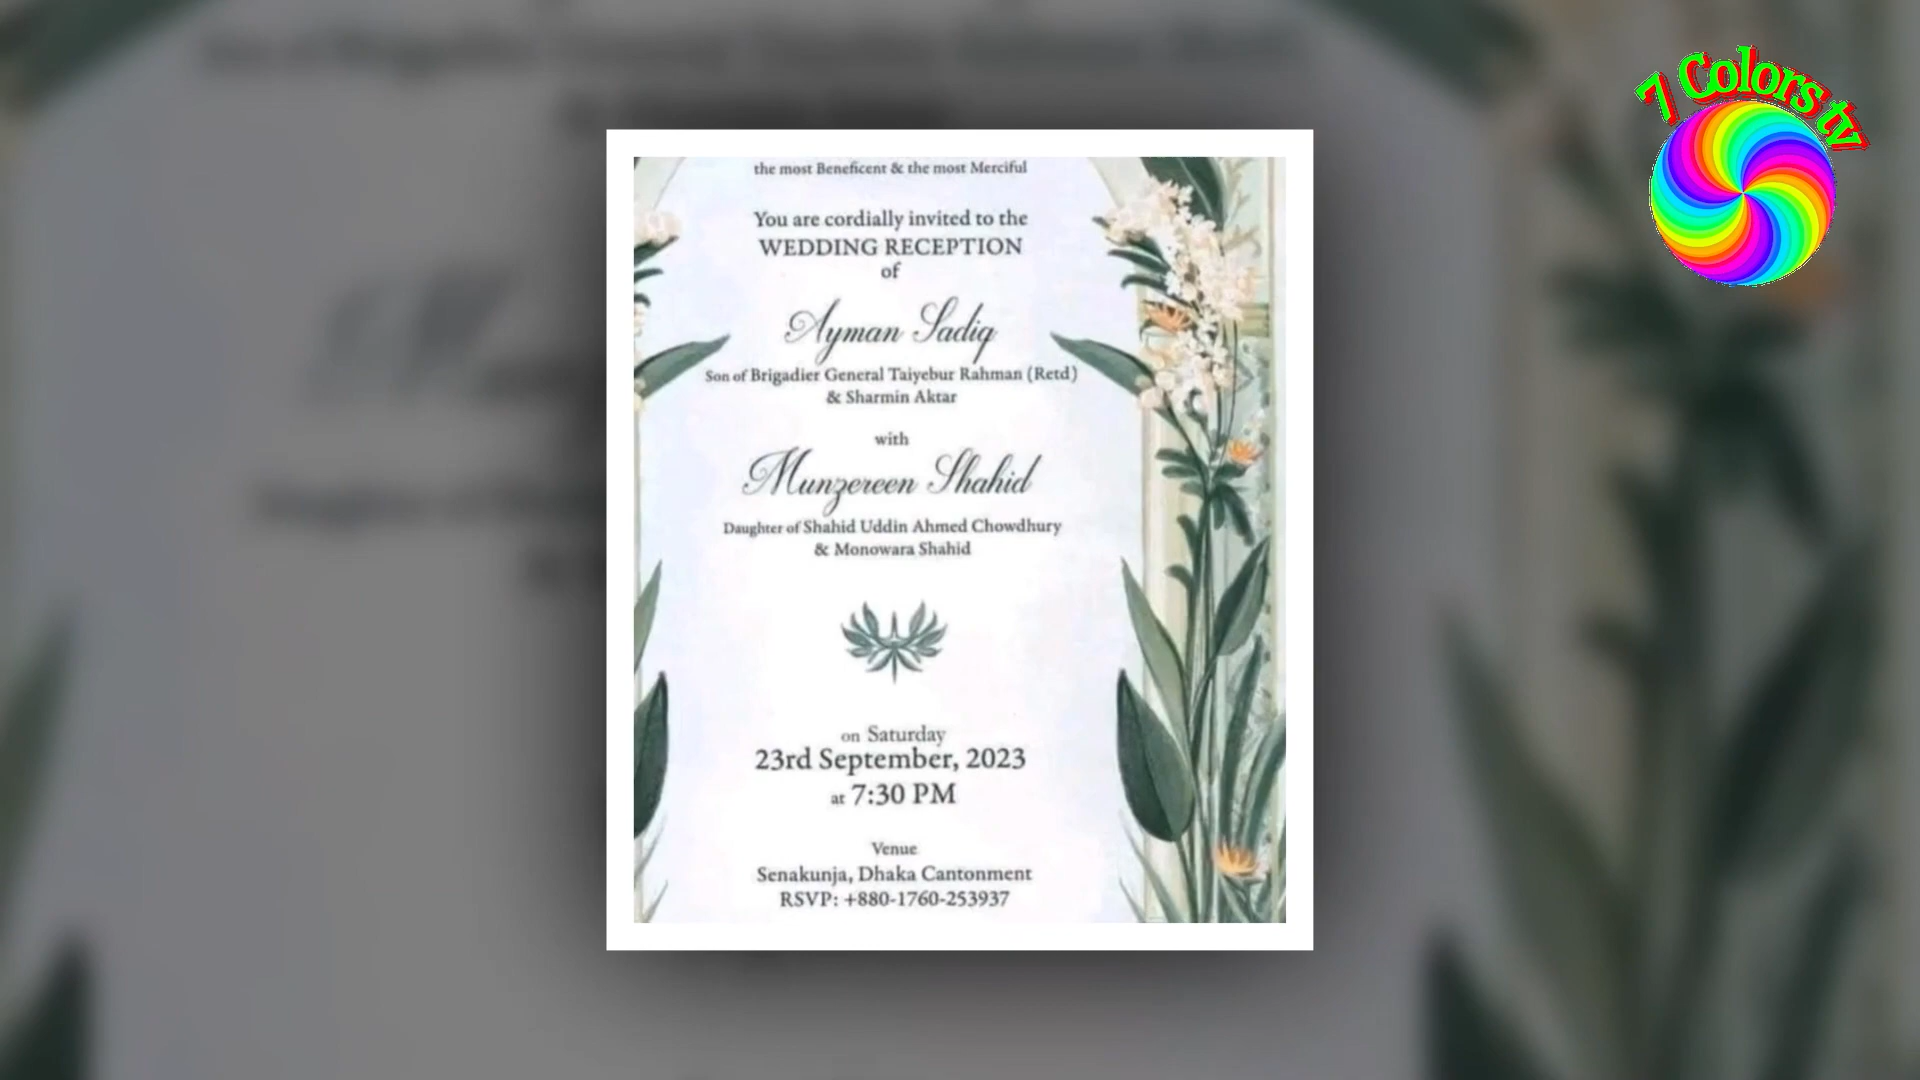 7 Colors tv
the most Beneficent & the most Merciful
You are cordially invited to the
WEDDING RECEPTION
of
Ayman Sadiq
Son of Brigadier General Taiyebur Rahman (Retd)
& Sharmin Aktar
with
Munzereen Shahid
Daughter of Shahid Uddin Ahmed Chowdhury
& Monowara Shahid
on Saturday
23rd September, 2023
at 7:30 PM
Venue
Senakunja, Dhaka Cantonment
RSVP: +880-1760-253937